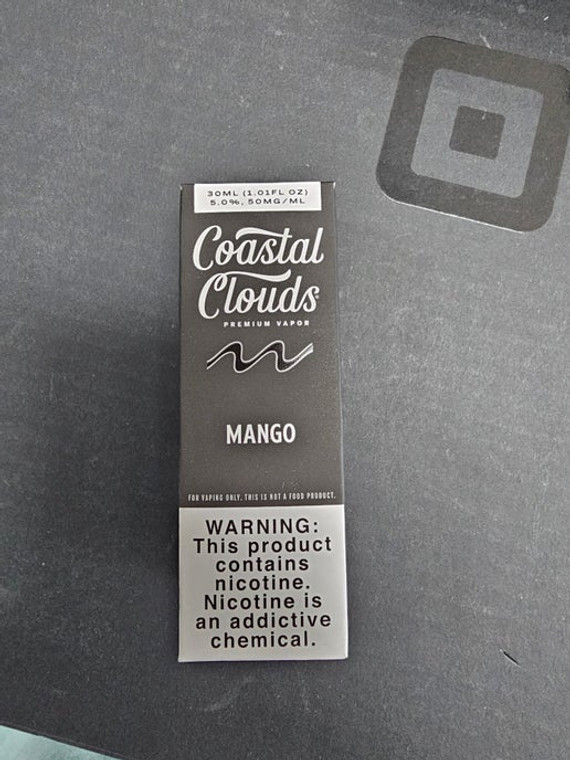 30ML (1.01FL OZ)
5.0%, 50MG/ML
Coastal
Clouds
PREMIUM VAPOR
MANGO
FOR VAPING ONLY. THIS IS NOT A FOOD PRODUCT.
WARNING:
This product
contains
nicotine.
Nicotine is
an addictive
chemical.